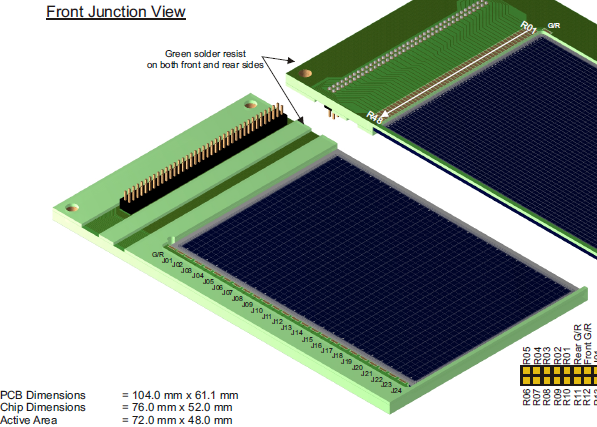 Front Junction View
Green solder resist
on both front and rear sides
R01
G/R
R48
G/R
J01
J02
J03
J04
J05
J06
J07
J08
J09
J10
J11
J12
J13
J14
J15
J16
J17
J18
J19
J20
J21
J22
J23
J24
PCB Dimensions = 104.0 mm x 61.1 mm
Chip Dimensions = 76.0 mm x 52.0 mm
Active Area = 72.0 mm x 48.0 mm
R05
R04
R03
R02
R01
Rear G/R
Front G/R
R06
R07
R08
R09
R10
R11
R12